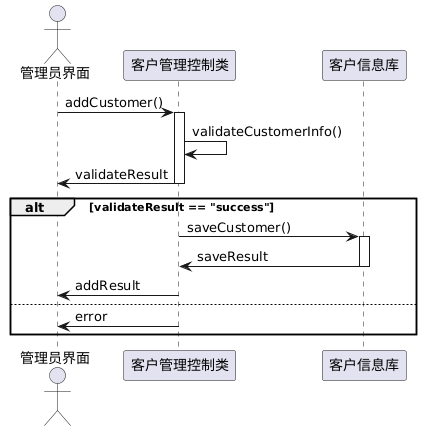 管理员界面
客户管理控制类
客户信息库
addCustomer()
validateCustomerInfo()
validateResult
alt [validateResult == "success"]
saveCustomer()
saveResult
addResult
error
管理员界面
客户管理控制类
客户信息库